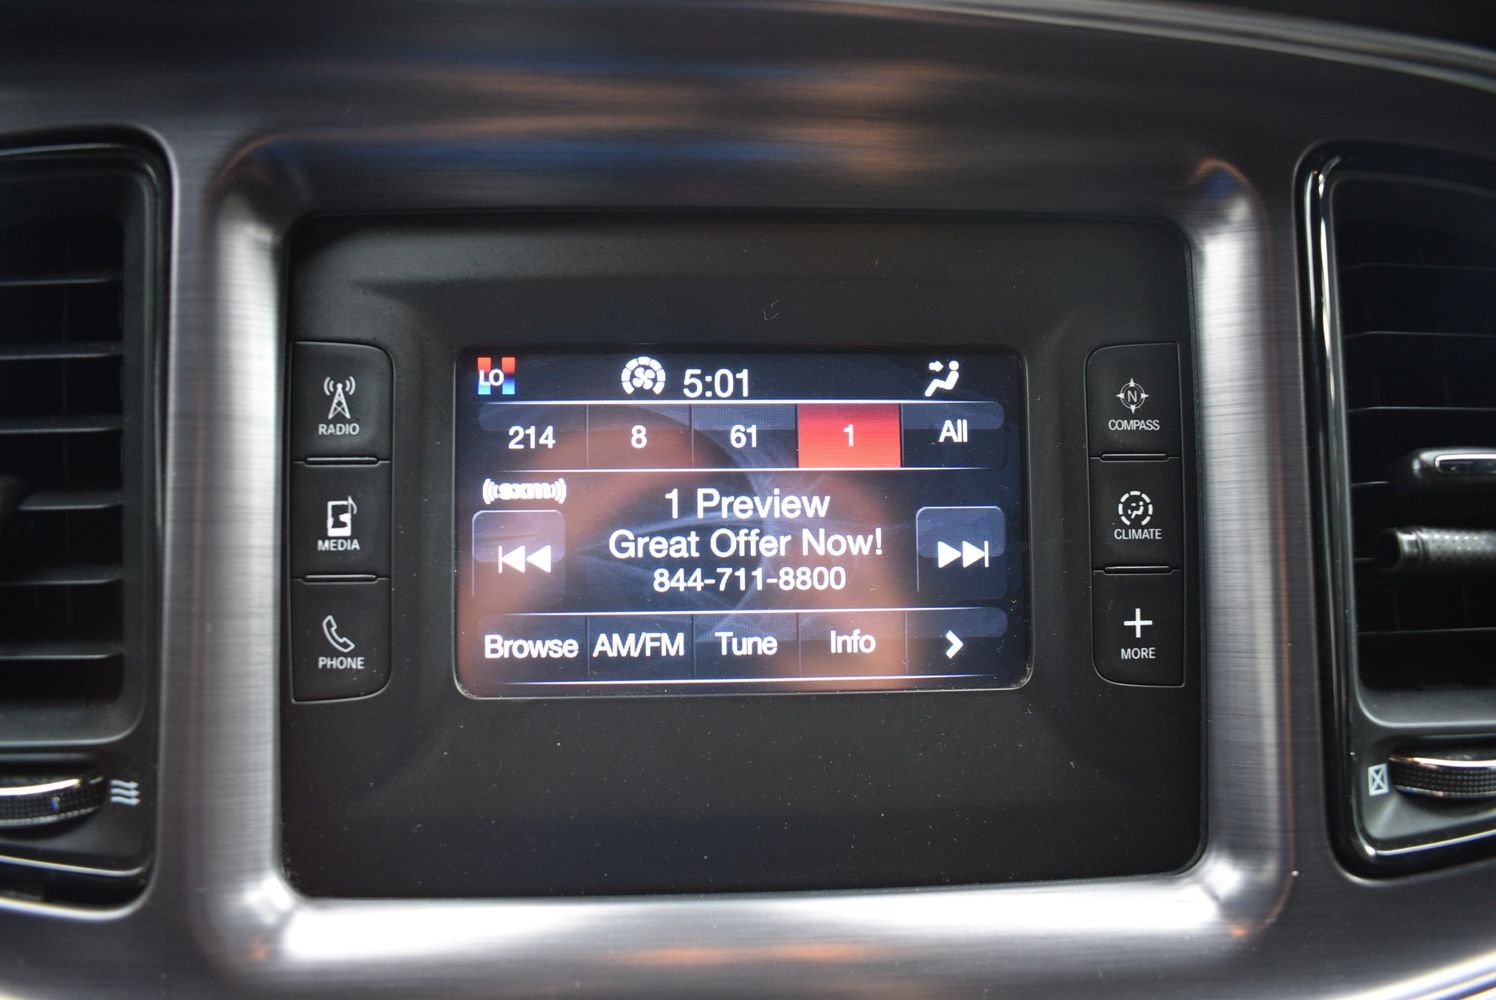 LO 5:01
214 8 61 1 All
((sxm))
1 Preview
Great Offer Now!
844-711-8800
Browse AM/FM Tune Info
RADIO
MEDIA
PHONE
N
COMPASS
CLIMATE
MORE